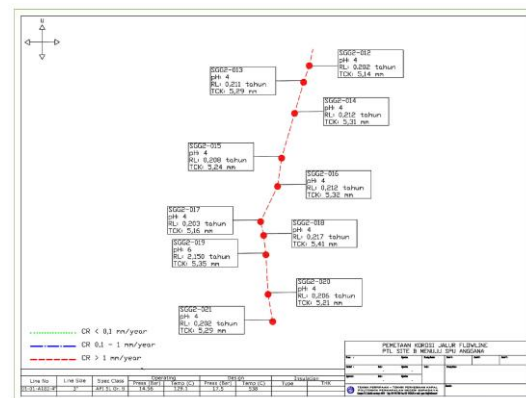 N
SGG2-012
pH: 4
RL: 0,202 tahun
TCK: 5,14 mm
SGG2-013
pH: 4
RL: 0,211 tahun
TCK: 5,29 mm
SGG2-014
pH: 4
RL: 0,212 tahun
TCK: 5,31 mm
SGG2-015
pH: 4
RL: 0,208 tahun
TCK: 5,24 mm
SGG2-016
pH: 4
RL: 0,212 tahun
TCK: 5,32 mm
SGG2-017
pH: 4
RL: 0,203 tahun
TCK: 5,16 mm
SGG2-018
pH: 4
RL: 0,217 tahun
TCK: 5,41 mm
SGG2-019
pH: 6
RL: 2,150 tahun
TCK: 5,35 mm
SGG2-020
pH: 4
RL: 0,206 tahun
TCK: 5,21 mm
SGG2-021
pH: 4
RL: 0,202 tahun
TCK: 5,29 mm
CR < 0,1 mm/year
CR 0,1 - 1 mm/year
CR > 1 mm/year
PEMETAAN KOROSI JALUR FLOWLINE
PTL SITE B MENUJU SPU ANGGANA
Operating Design Insulation
Line No Line Size Spec Class Press (Bar) Temp (C) Press (Bar) Temp (C) Type THK
2" 17,5